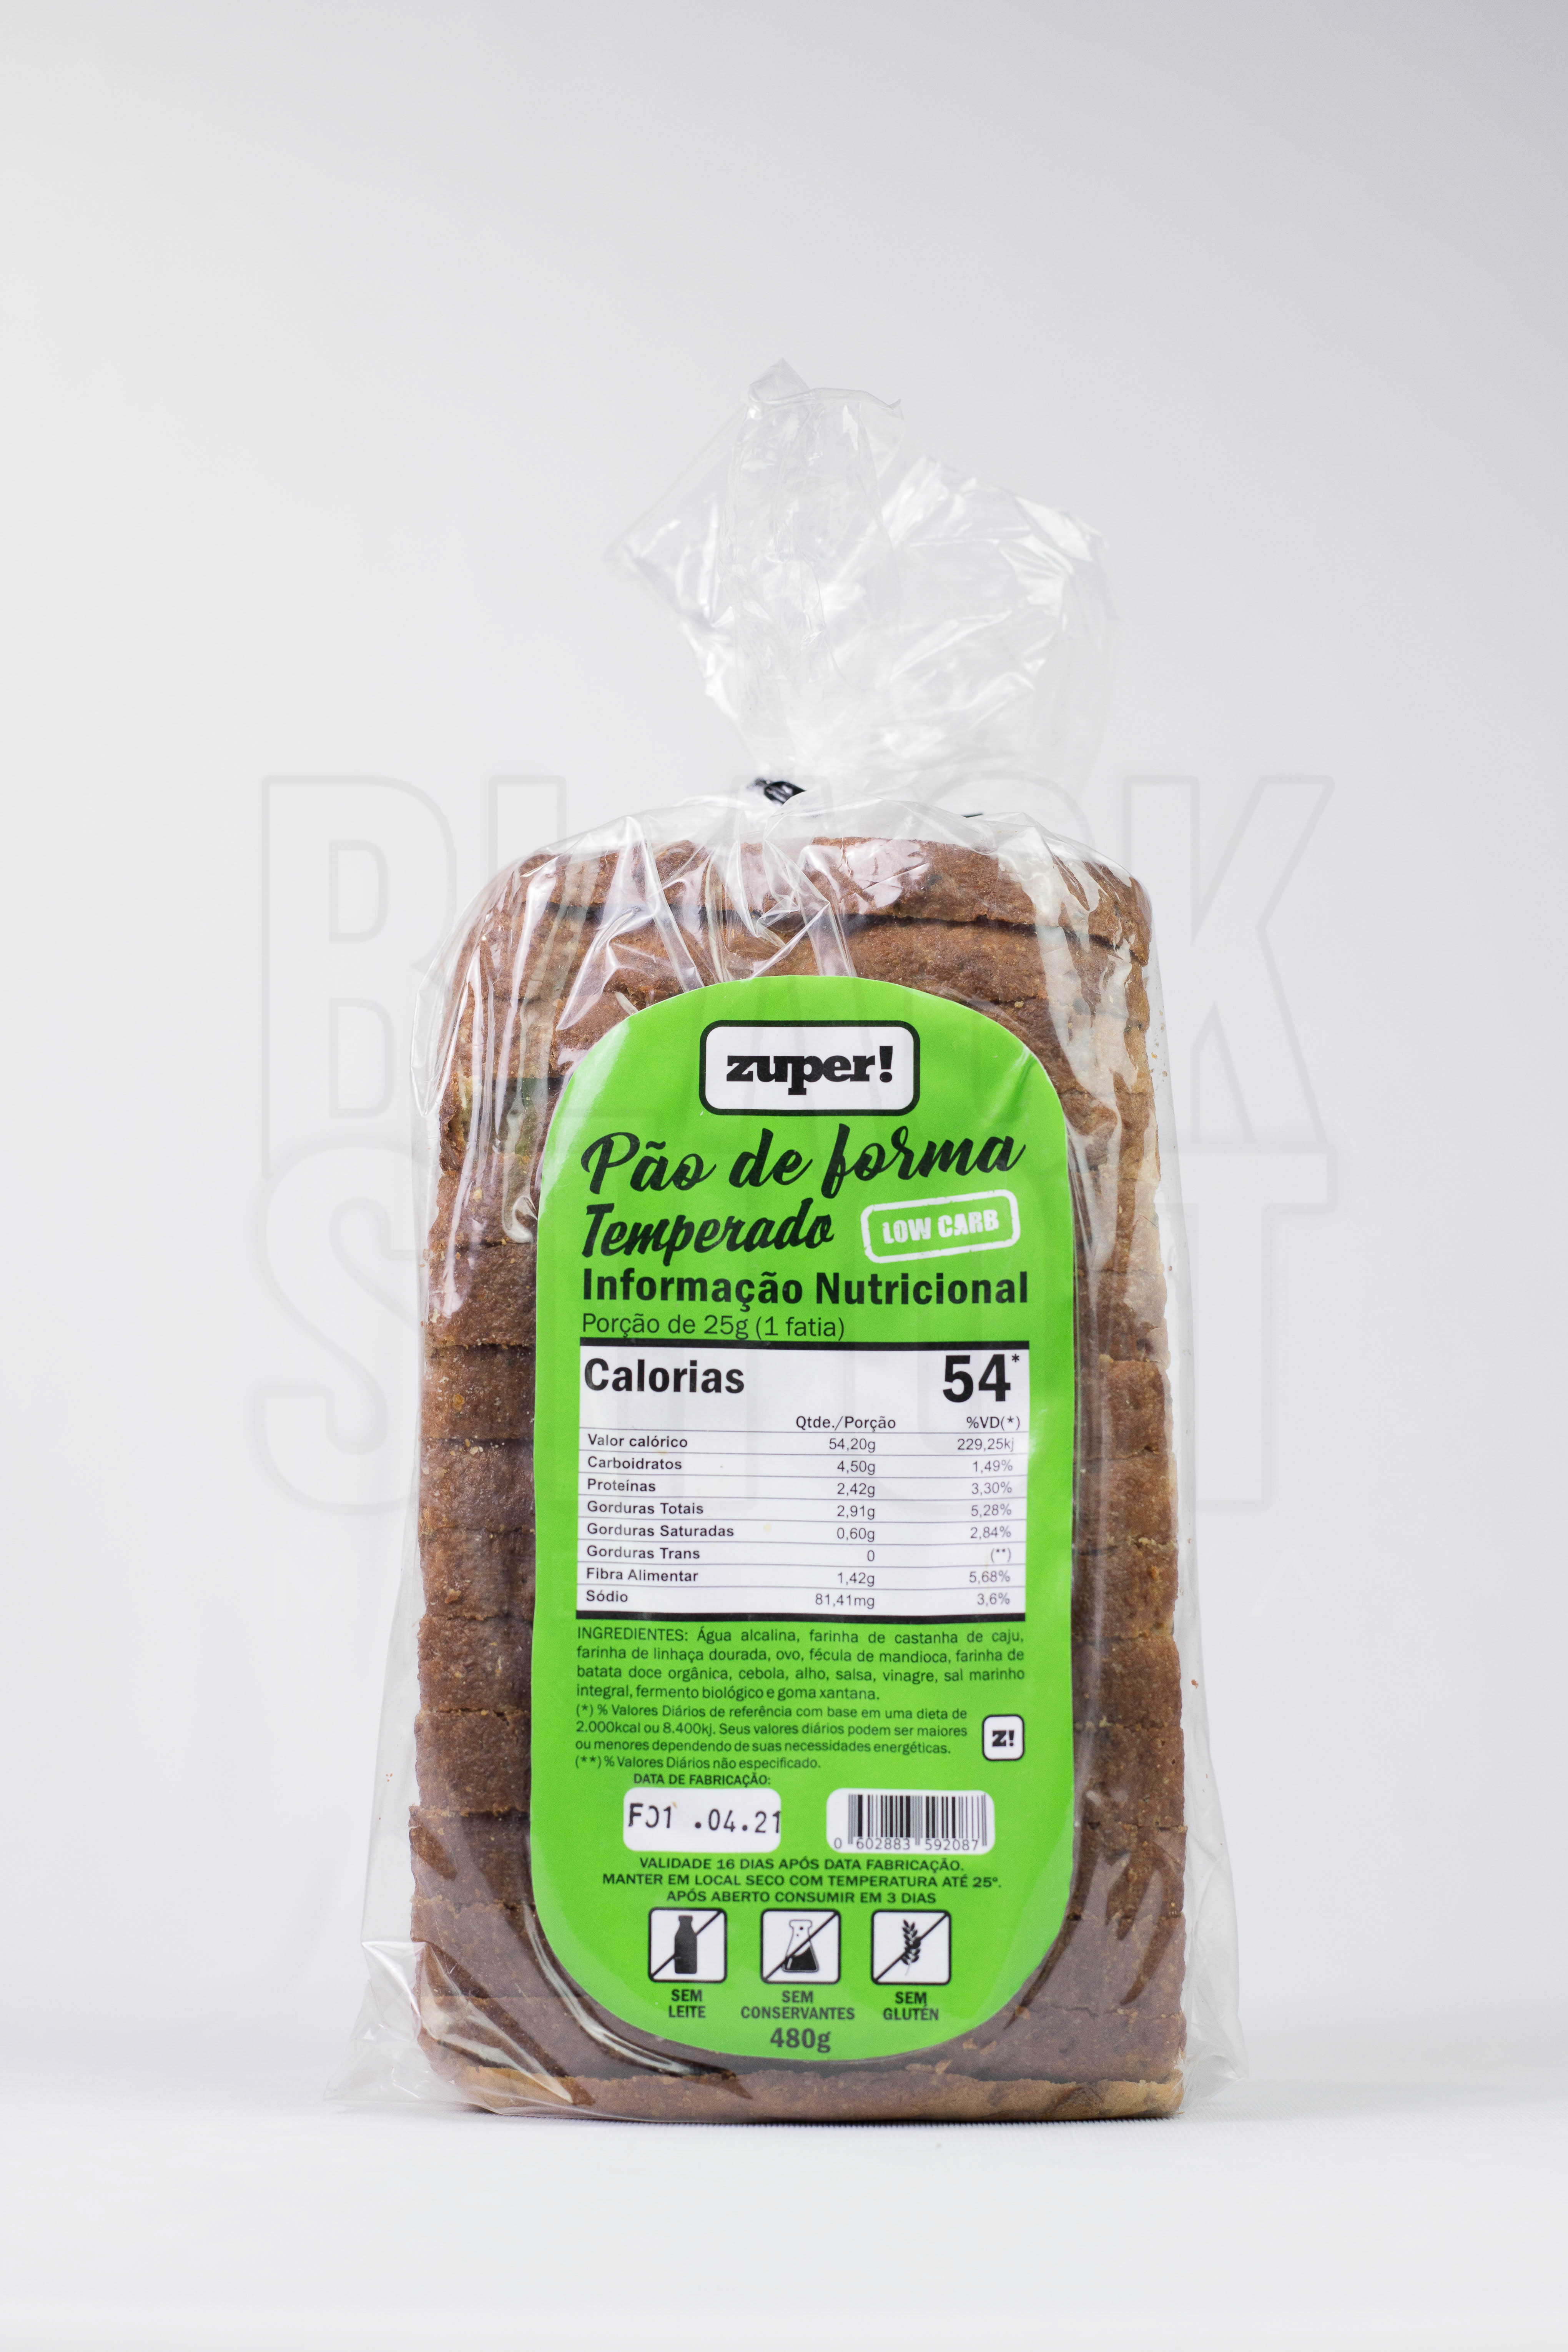 BLACK
SHOT
zuper!
Pão de forma
Temperado LOW CARB
Informação Nutricional
Porção de 25g (1 fatia)
Calorias 54*
Qtde./Porção %VD(*)
Valor calórico 54,20g 229,25kj
Carboidratos 4,50g 1,49%
Proteínas 2,42g 3,30%
Gorduras Totais 2,91g 5,28%
Gorduras Saturadas 0,60g 2,84%
Gorduras Trans 0 (**)
Fibra Alimentar 1,42g 5,68%
Sódio 81,41mg 3,6%
INGREDIENTES: Água alcalina, farinha de castanha de caju,
farinha de linhaça dourada, ovo, fécula de mandioca, farinha de
batata doce orgânica, cebola, alho, salsa, vinagre, sal marinho
integral, fermento biológico e goma xantana.
(*) % Valores Diários de referência com base em uma dieta de
2.000kcal ou 8.400kj. Seus valores diários podem ser maiores
ou menores dependendo de suas necessidades energéticas.
(**) % Valores Diários não especificado.
z!
DATA DE FABRICAÇÃO:
F01 .04.21
0 602883 592087
VALIDADE 16 DIAS APÓS DATA FABRICAÇÃO.
MANTER EM LOCAL SECO COM TEMPERATURA ATÉ 25°.
APÓS ABERTO CONSUMIR EM 3 DIAS
SEM LEITE
SEM CONSERVANTES
SEM GLUTÉN
480g